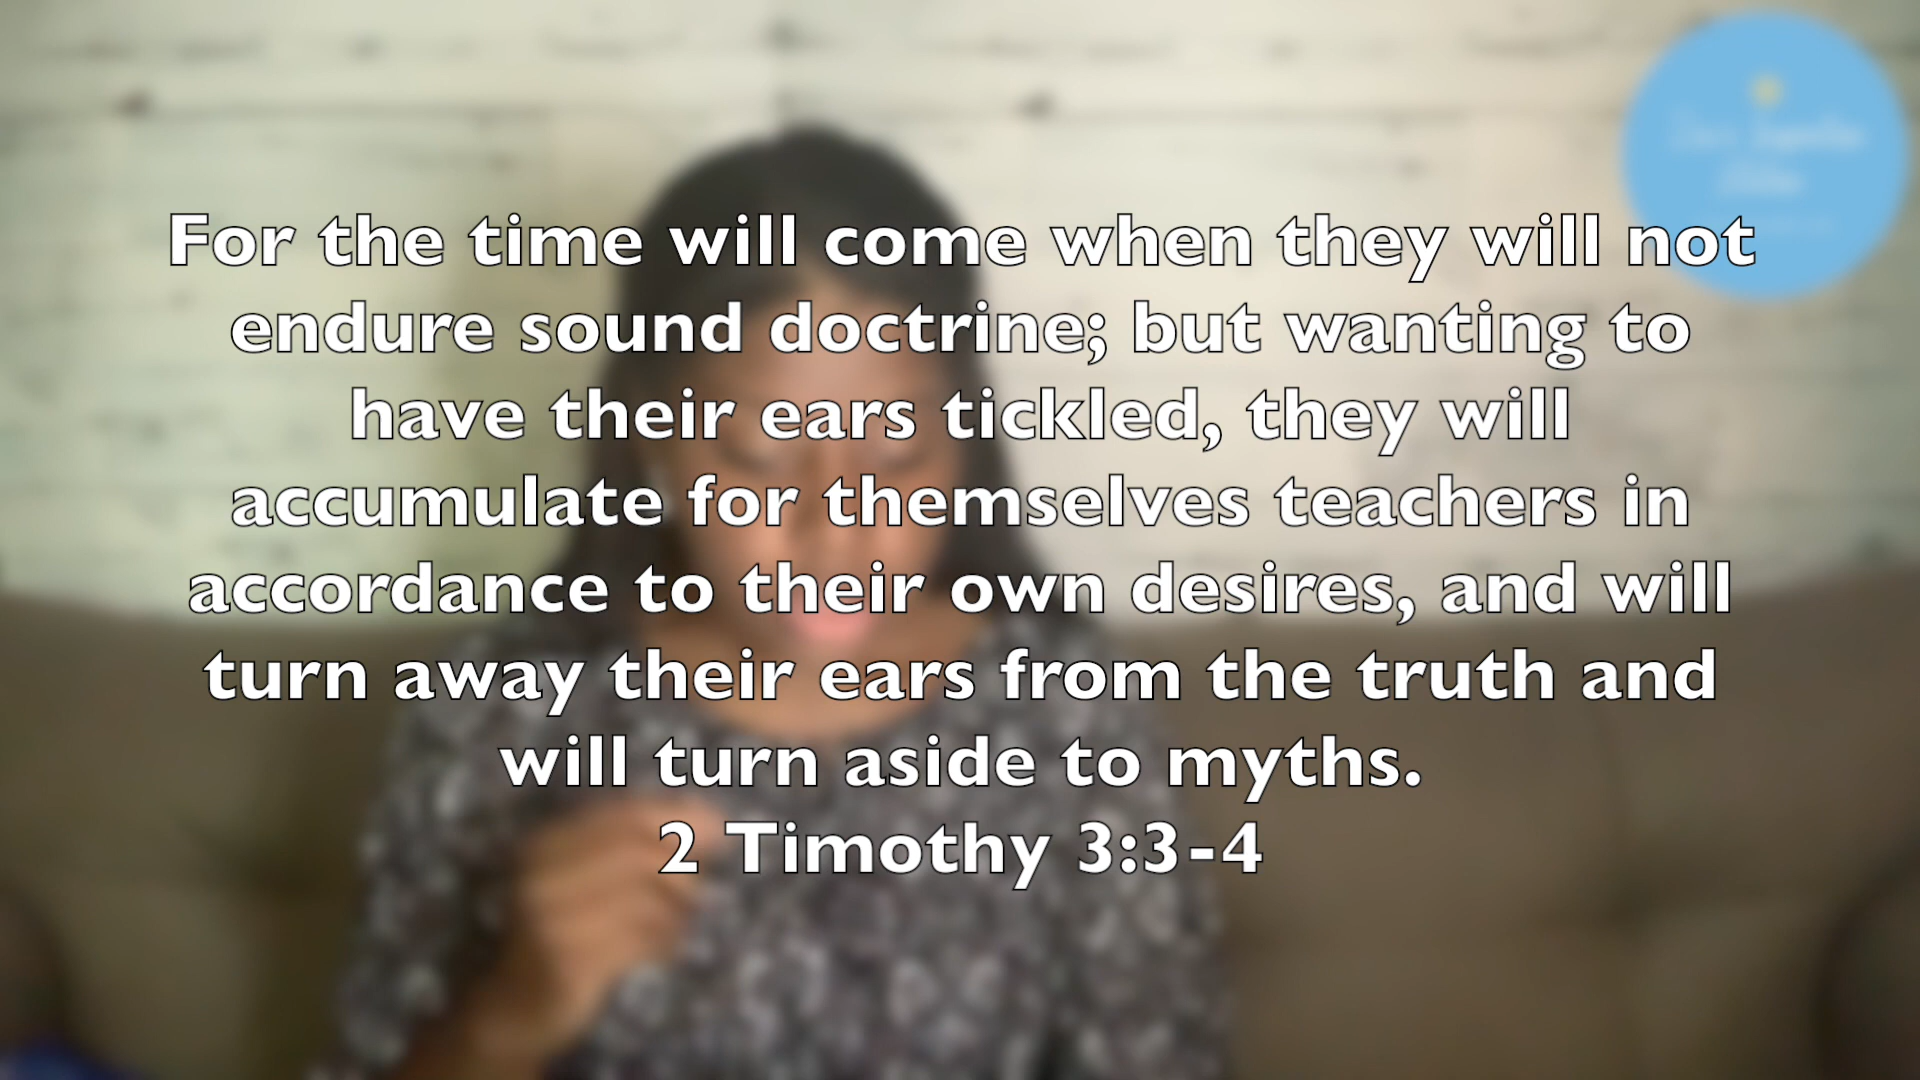 For the time will come when they will not
endure sound doctrine; but wanting to
have their ears tickled, they will
accumulate for themselves teachers in
accordance to their own desires, and will
turn away their ears from the truth and
will turn aside to myths.
2 Timothy 3:3-4